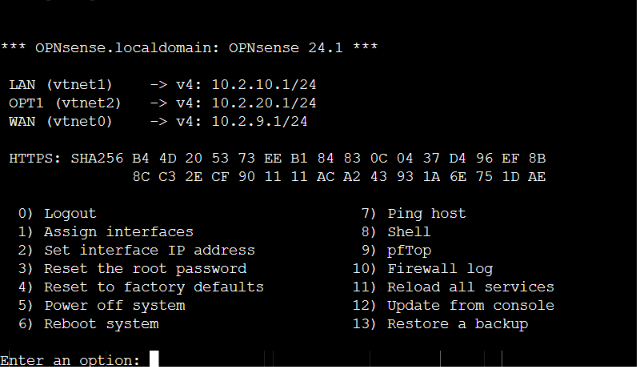 *** OPNsense.localdomain: OPNsense 24.1 ***
LAN (vtnet1)    -> v4: 10.2.10.1/24
OPT1 (vtnet2)   -> v4: 10.2.20.1/24
WAN (vtnet0)    -> v4: 10.2.9.1/24
HTTPS: SHA256 B4 4D 20 53 73 EE B1 84 83 0C 04 37 D4 96 EF 8B
8C C3 2E CF 90 11 11 AC A2 43 93 1A 6E 75 1D AE
0) Logout                              7) Ping host
1) Assign interfaces                   8) Shell
2) Set interface IP address            9) pfTop
3) Reset the root password            10) Firewall log
4) Reset to factory defaults          11) Reload all services
5) Power off system                   12) Update from console
6) Reboot system                      13) Restore a backup
Enter an option: